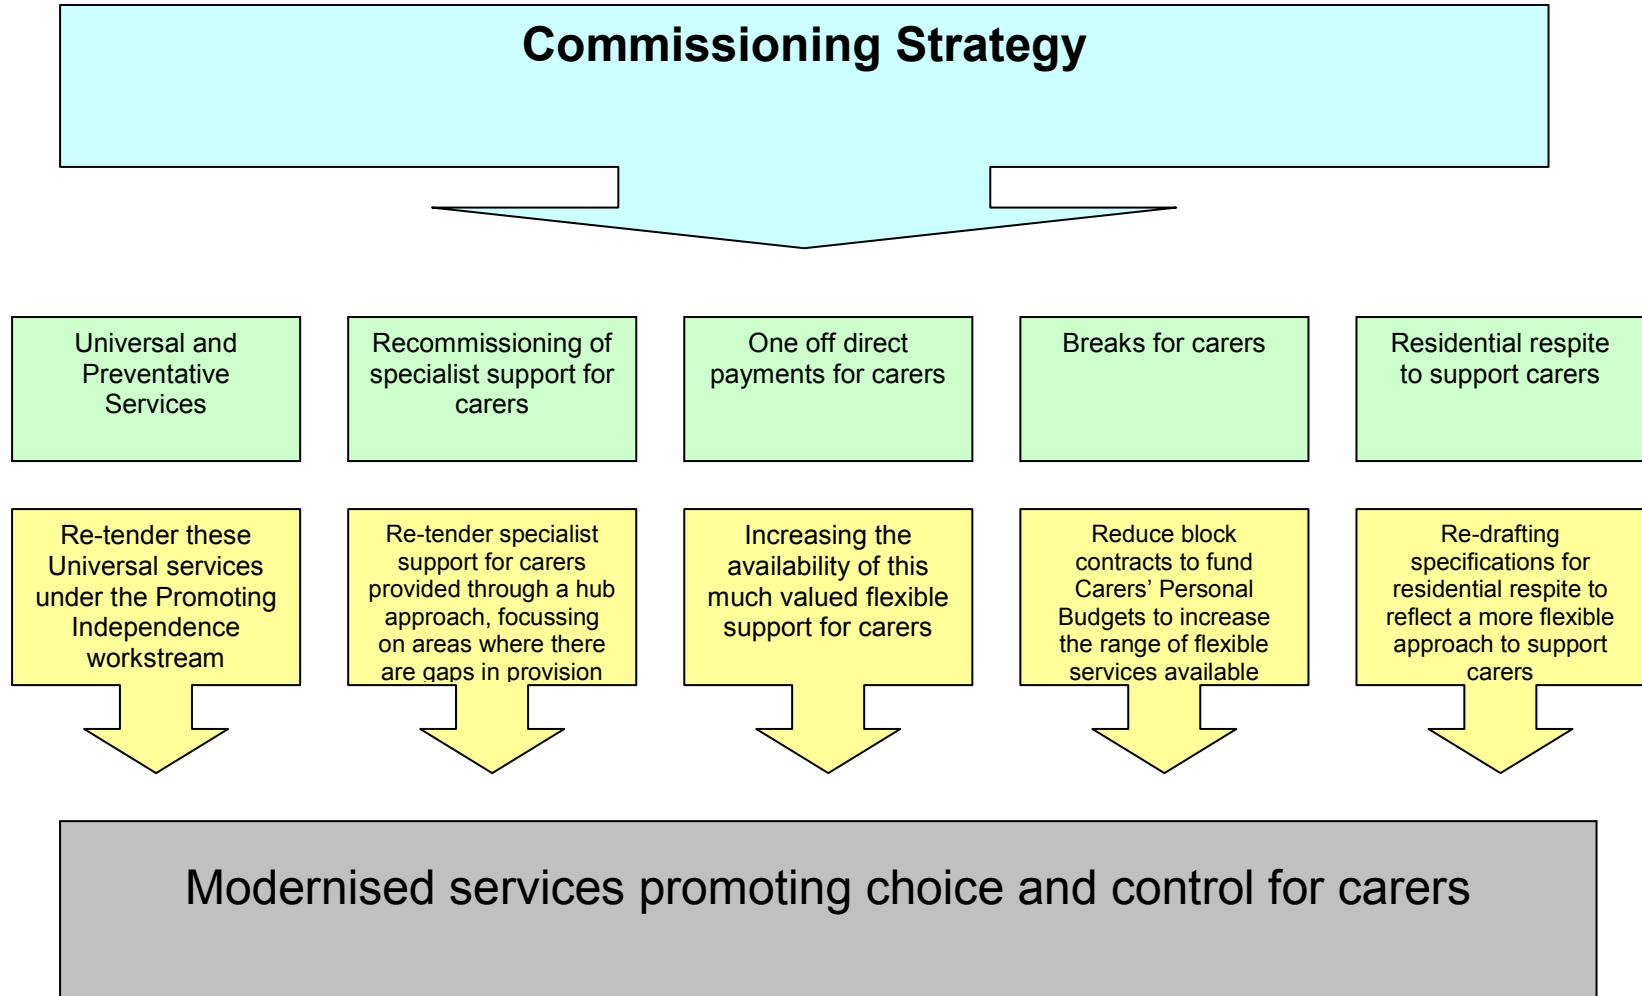 Commissioning Strategy
Universal and
Preventative
Services
Recommissioning of
specialist support for
carers
One off direct
payments for carers
Breaks for carers
Residential respite
to support carers
Re-tender these
Universal services
under the Promoting
Independence
workstream
Re-tender specialist
support for carers
provided through a hub
approach, focussing
on areas where there
are gaps in provision
Increasing the
availability of this
much valued flexible
support for carers
Reduce block
contracts to fund
Carers’ Personal
Budgets to increase
the range of flexible
services available
Re-drafting
specifications for
residential respite to
reflect a more flexible
approach to support
carers
Modernised services promoting choice and control for carers